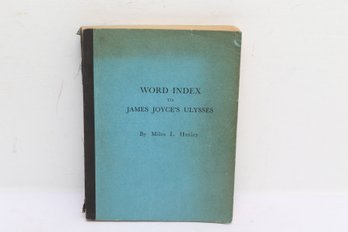 WORD INDEX
TO
JAMES JOYCE'S ULYSSES
By Miles L. Hanley